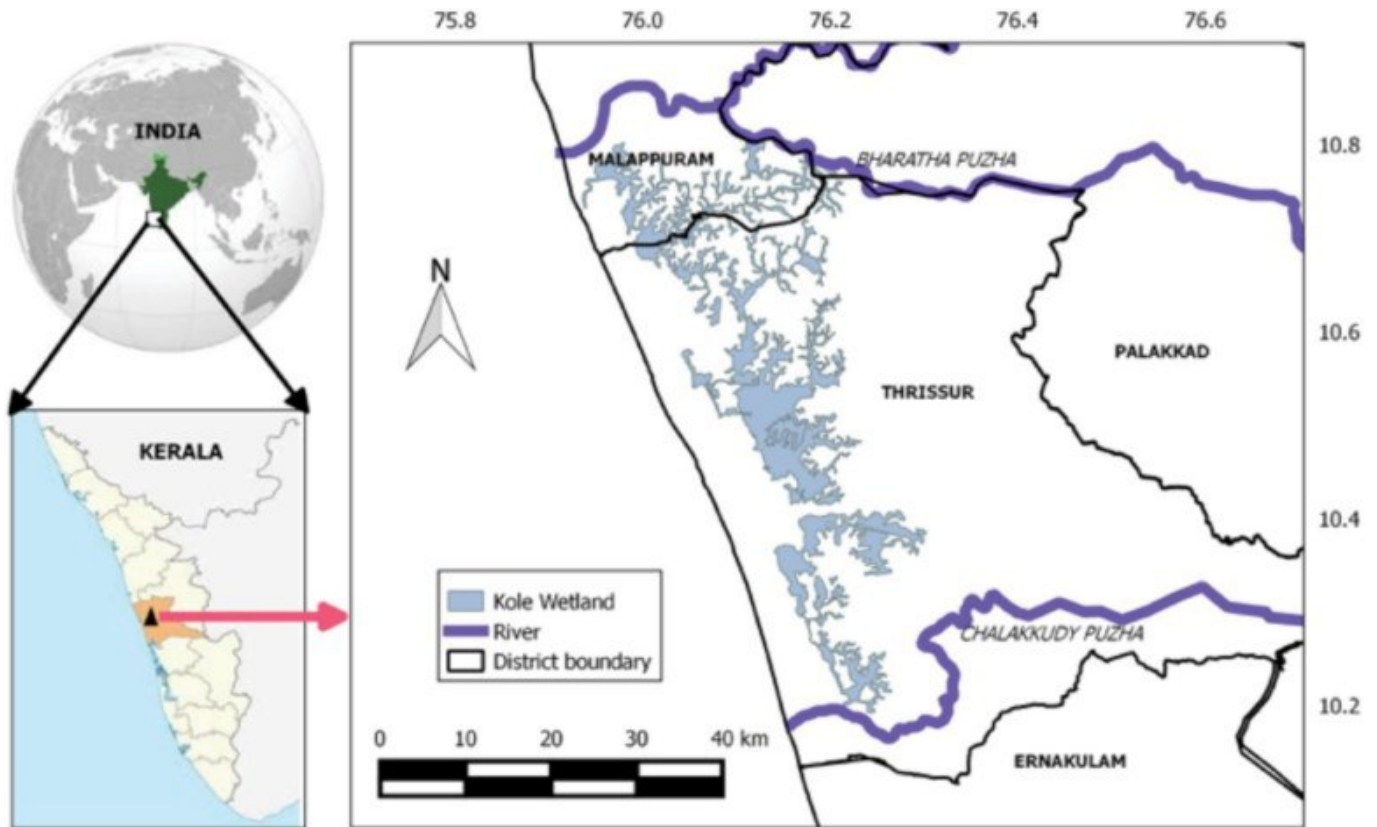 75.8 76.0 76.2 76.4 76.6
INDIA
KERALA
N
MALAPPURAM
BHARATHA PUZHA
10.8
10.6
PALAKKAD
THRISSUR
10.4
Kole Wetland
River
District boundary
CHALAKKUDY PUZHA
10.2
0 10 20 30 40 km
ERNAKULAM